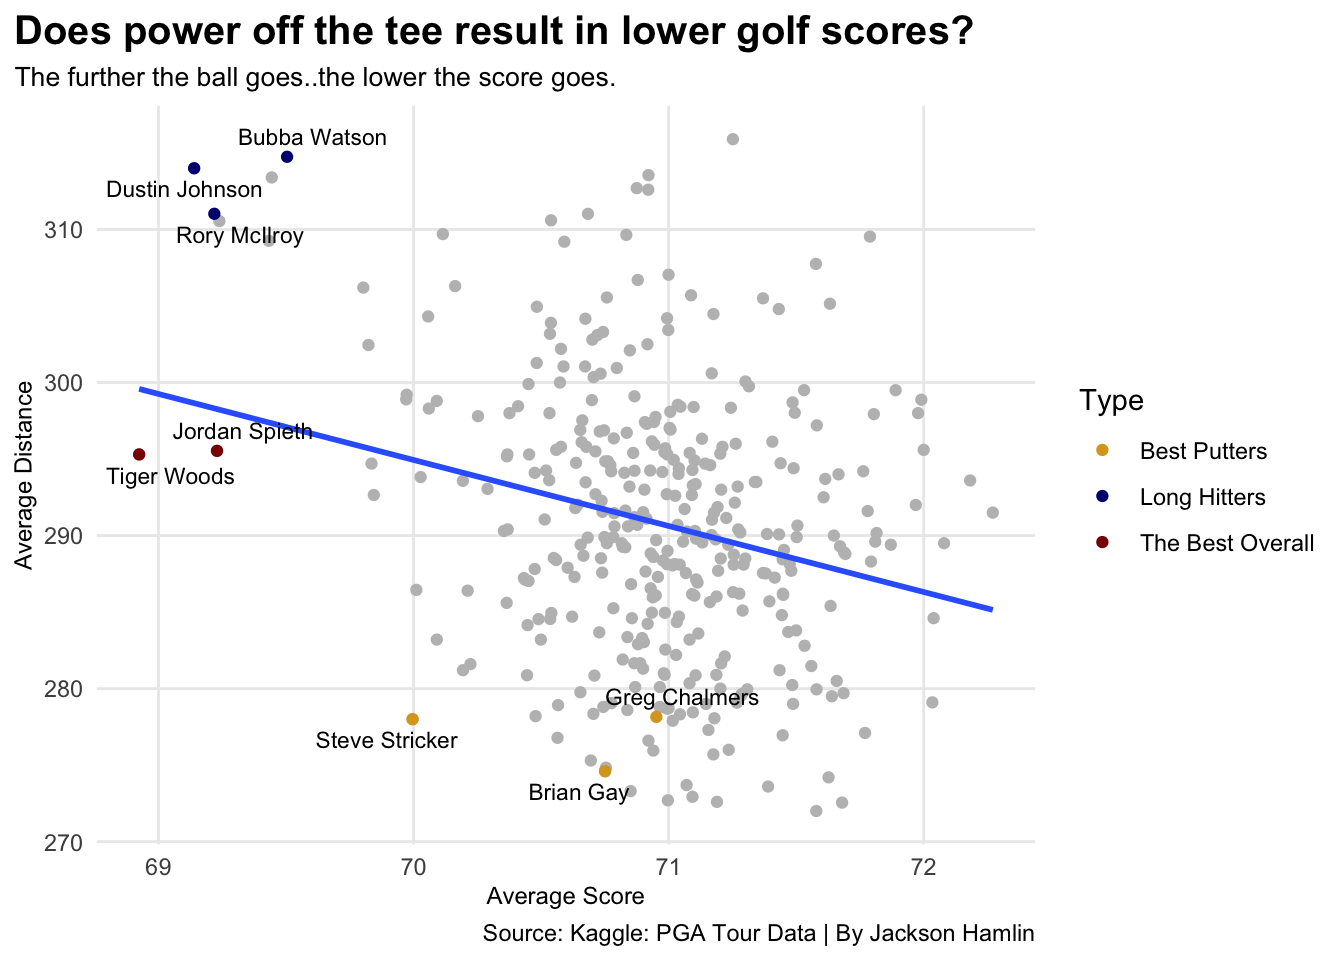 Does power off the tee result in lower golf scores?
The further the ball goes..the lower the score goes.
Bubba Watson
Dustin Johnson
Rory McIlroy
Jordan Spieth
Tiger Woods
Greg Chalmers
Steve Stricker
Brian Gay
310
300
290
280
270
Average Distance
69
70
71
72
Average Score
Type
Best Putters
Long Hitters
The Best Overall
Source: Kaggle: PGA Tour Data | By Jackson Hamlin